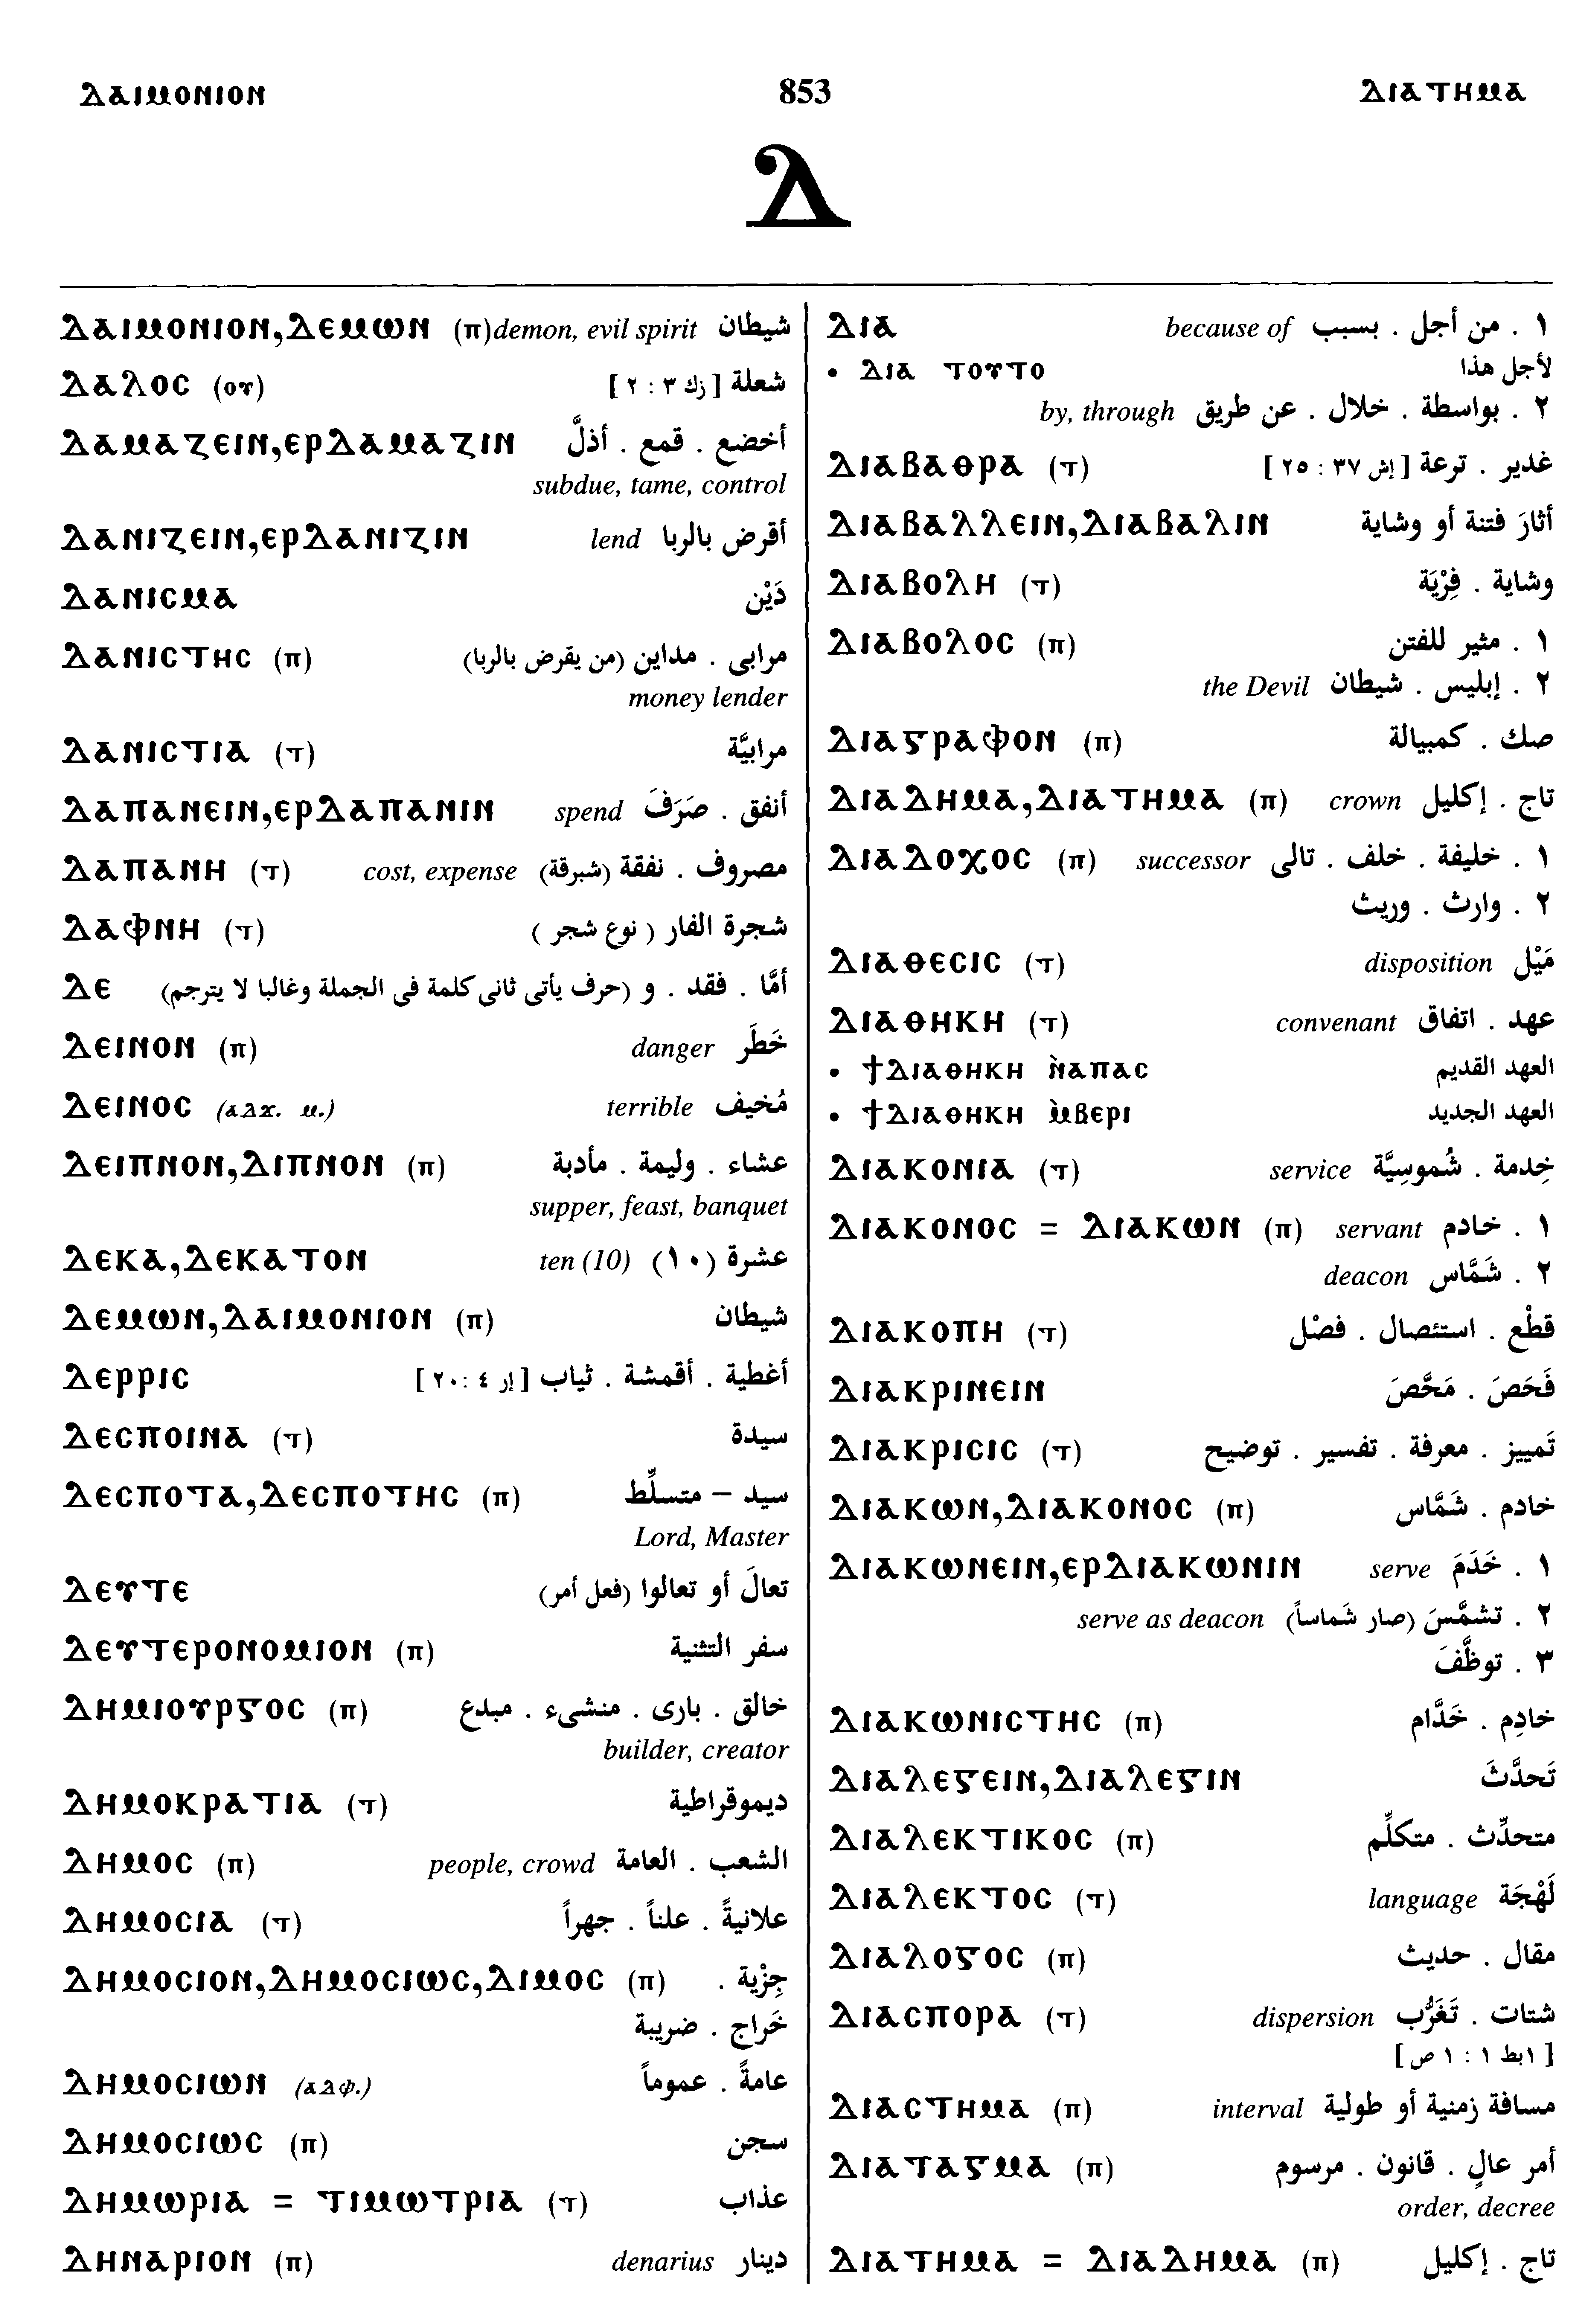 ⲆⲀⲒⲘⲞⲚⲒⲞⲚ 853 ⲆⲒⲀⲦⲎⲘⲀ
Ⲇ
ⲆⲀⲒⲘⲞⲚⲒⲞⲚ,ⲆⲈⲘⲰⲚ (ⲡ) demon, evil spirit شيطان
ⲆⲀⲖⲞⲤ (ⲟⲩ) شعلة [ زك ٣ : ٢ ]
ⲆⲀⲘⲀⲌⲈⲒⲚ,ⲈⲢⲆⲀⲘⲀⲌⲒⲚ أخضع . قمع . أذلَّ
subdue, tame, control
ⲆⲀⲚⲒⲌⲈⲒⲚ,ⲈⲢⲆⲀⲚⲒⲌⲒⲚ lend أقرض بالربا
ⲆⲀⲚⲒⲤⲘⲀ دَيْن
ⲆⲀⲚⲒⲤⲦⲎⲤ (ⲡ) مرابى . مداين (من يقرض بالربا)
money lender
ⲆⲀⲚⲒⲤⲦⲒⲀ (ⲧ) مرابيَّة
ⲆⲀⲠⲀⲚⲈⲒⲚ,ⲈⲢⲆⲀⲠⲀⲚⲒⲚ spend أنفق . صَرَفَ
ⲆⲀⲠⲀⲚⲎ (ⲧ) cost, expense مصروف . نفقة (شبرقة)
ⲆⲀⲪⲚⲎ (ⲧ) شجرة الفار ( نوع شجر )
ⲆⲈ أمَّا . فقد . و (حرف يأتى ثانى كلمة فى الجملة وغالبا لا يترجم)
ⲆⲈⲒⲚⲞⲚ (ⲡ) danger خَطَر
ⲆⲈⲒⲚⲞⲤ (ⲁⲇϫ. ⲙ.) terrible مُخيف
ⲆⲈⲒⲠⲚⲞⲚ,ⲆⲒⲠⲚⲞⲚ (ⲡ) عشاء . وليمة . مأدبة
supper, feast, banquet
ⲆⲈⲔⲀ,ⲆⲈⲔⲀⲦⲞⲚ ten (10) عشرة (١٠)
ⲆⲈⲘⲰⲚ,ⲆⲀⲒⲘⲞⲚⲒⲞⲚ (ⲡ) شيطان
ⲆⲈⲢⲢⲒⲤ أغطية . أقمشة . ثياب [ إر ٤ :٢٠ ]
ⲆⲈⲤⲠⲞⲒⲚⲀ (ⲧ) سيدة
ⲆⲈⲤⲠⲞⲦⲀ,ⲆⲈⲤⲠⲞⲦⲎⲤ (ⲡ) سيد – متسلِّط
Lord, Master
ⲆⲈⲨⲦⲈ تعالَ أو تعالوا (فعل أمر)
ⲆⲈⲨⲦⲈⲢⲞⲚⲞⲘⲒⲞⲚ (ⲡ) سفر التثنية
ⲆⲎⲘⲒⲞⲨⲢⲄⲞⲤ (ⲡ) خالق . بارى . منشىء . مبدع
builder, creator
ⲆⲎⲘⲞⲔⲢⲀⲦⲒⲀ (ⲧ) ديموقراطية
ⲆⲎⲘⲞⲤ (ⲡ) people, crowd الشعب . العامة
ⲆⲎⲘⲞⲤⲒⲀ (ⲧ) علانيةً . علناً . جهراً
ⲆⲎⲘⲞⲤⲒⲞⲚ,ⲆⲎⲘⲞⲤⲒⲰⲤ,ⲆⲒⲘⲞⲤ (ⲡ) جِزْية .
خَراج . ضريبة
ⲆⲎⲘⲞⲤⲒⲰⲚ (ⲁⲇⲫ.) عامةً . عموماً
ⲆⲎⲘⲞⲤⲒⲰⲤ (ⲡ) سجن
ⲆⲎⲘⲰⲢⲒⲀ = ⲦⲒⲘⲰⲦⲢⲒⲀ (ⲧ) عذاب
ⲆⲎⲚⲀⲢⲒⲞⲚ (ⲡ) denarius دينار
ⲆⲒⲀ because of ١ . من أجل . بسبب
• ⲆⲒⲀ ⲦⲞⲨⲦⲞ لأجل هذا
by, through ٢ . بواسطة . خلال . عن طريق
ⲆⲒⲀⲂⲀⲐⲢⲀ (ⲧ) غدير . ترعة [ إش ٣٧ : ٢٥ ]
ⲆⲒⲀⲂⲀⲖⲖⲈⲒⲚ,ⲆⲒⲀⲂⲀⲖⲒⲚ أثارَ فتنة أو وشاية
ⲆⲒⲀⲂⲞⲖⲎ (ⲧ) وشاية . فِرْيَة
ⲆⲒⲀⲂⲞⲖⲞⲤ (ⲡ) ١ . مثير للفتن
the Devil ٢ . إبليس . شيطان
ⲆⲒⲀⲄⲢⲀⲪⲞⲚ (ⲡ) صك . كمبيالة
ⲆⲒⲀⲆⲎⲘⲀ,ⲆⲒⲀⲦⲎⲘⲀ (ⲡ) crown تاج . إكليل
ⲆⲒⲀⲆⲞⲬⲞⲤ (ⲡ) successor ١ . خليفة . خلف . تالى
٢ . وارث . وريث
ⲆⲒⲀⲐⲈⲤⲒⲤ (ⲧ) disposition مَيْل
ⲆⲒⲀⲐⲎⲔⲎ (ⲧ) convenant عهد . اتفاق
• ϮⲆⲒⲀⲐⲎⲔⲎ Ⲛ̀ⲀⲠⲀⲤ العهد القديم
• ϮⲆⲒⲀⲐⲎⲔⲎ Ⲙ̀ⲂⲈⲢⲒ العهد الجديد
ⲆⲒⲀⲔⲞⲚⲒⲀ (ⲧ) service خِدمة . شُموسِيَّة
ⲆⲒⲀⲔⲞⲚⲞⲤ = ⲆⲒⲀⲔⲰⲚ (ⲡ) servant ١ . خادم
deacon ٢ . شَمَّاس
ⲆⲒⲀⲔⲞⲠⲎ (ⲧ) قطْع . استئصال . فصْل
ⲆⲒⲀⲔⲢⲒⲚⲈⲒⲚ فَحَصَ . مَحَّصَ
ⲆⲒⲀⲔⲢⲒⲤⲒⲤ (ⲧ) تَمييز . معرفة . تفسير . توضيح
ⲆⲒⲀⲔⲰⲚ,ⲆⲒⲀⲔⲞⲚⲞⲤ (ⲡ) خادم . شَمَّاس
ⲆⲒⲀⲔⲰⲚⲈⲒⲚ,ⲈⲢⲆⲒⲀⲔⲰⲚⲒⲚ serve ١ . خَدَمَ
serve as deacon ٢ . تشمَّسَ (صار شماساً)
٣ . توظَّفَ
ⲆⲒⲀⲔⲰⲚⲒⲤⲦⲎⲤ (ⲡ) خادِم . خَدَّام
ⲆⲒⲀⲖⲈⲄⲈⲒⲚ,ⲆⲒⲀⲖⲈⲄⲒⲚ تَحدَّثَ
ⲆⲒⲀⲖⲈⲔⲦⲒⲔⲞⲤ (ⲡ) متحدِّث . متكلِّم
ⲆⲒⲀⲖⲈⲔⲦⲞⲤ (ⲧ) language لَهْجَة
ⲆⲒⲀⲖⲞⲄⲞⲤ (ⲡ) مقال . حديث
ⲆⲒⲀⲤⲠⲞⲢⲀ (ⲧ) dispersion شتات . تَغَرُّب
[ ١بط ١ : ١ ص ]
ⲆⲒⲀⲤⲦⲎⲘⲀ (ⲡ) interval مسافة زمنية أو طولية
ⲆⲒⲀⲦⲀⲄⲘⲀ (ⲡ) أمر عالٍ . قانون . مرسوم
order, decree
ⲆⲒⲀⲦⲎⲘⲀ = ⲆⲒⲀⲆⲎⲘⲀ (ⲡ) تاج . إكليل